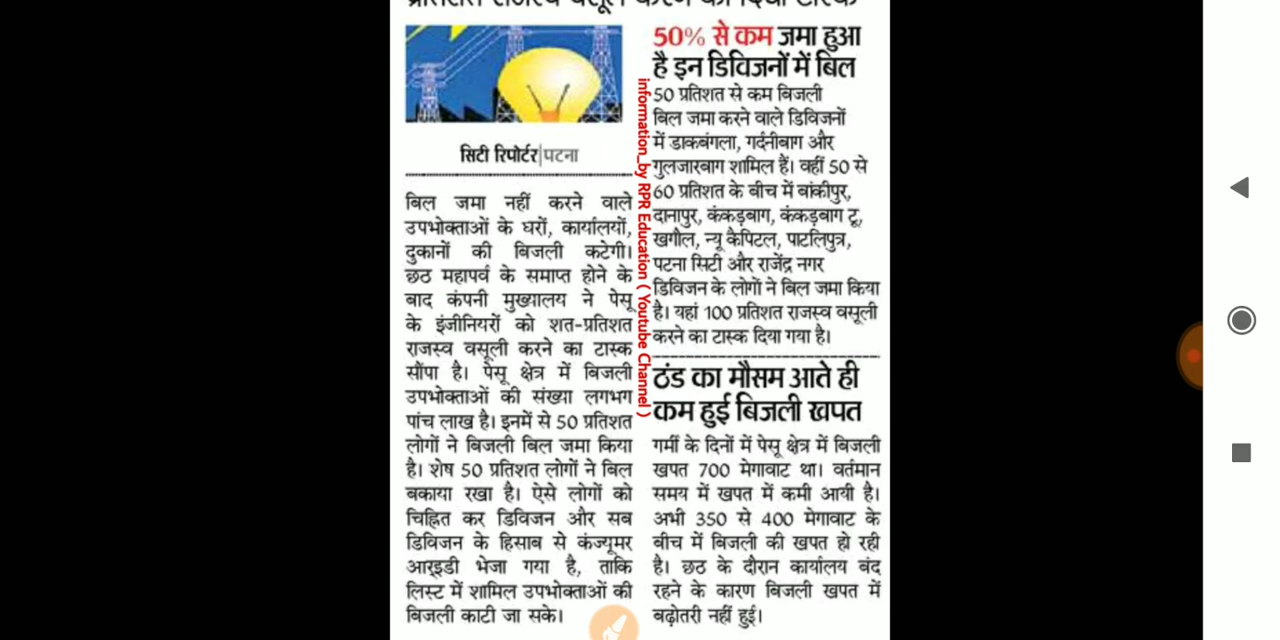 सिटी रिपोर्टर|पटना
बिल जमा नहीं करने वाले
उपभोक्ताओं के घरों, कार्यालयों,
दुकानों की बिजली कटेगी।
छठ महापर्व के समाप्त होने के
बाद कंपनी मुख्यालय ने पेसू
के इंजीनियरों को शत-प्रतिशत
राजस्व वसूली करने का टास्क
सौंपा है। पेसू क्षेत्र में बिजली
उपभोक्ताओं की संख्या लगभग
पांच लाख है। इनमें से 50 प्रतिशत
लोगों ने बिजली बिल जमा किया
है। शेष 50 प्रतिशत लोगों ने बिल
बकाया रखा है। ऐसे लोगों को
चिह्नित कर डिविजन और सब
डिविजन के हिसाब से कंज्यूमर
आइडी भेजा गया है, ताकि
लिस्ट में शामिल उपभोक्ताओं की
बिजली काटी जा सके।
information_by RPR Education ( Youtube Channel )
50% से कम जमा हुआ
है इन डिविजनों में बिल
50 प्रतिशत से कम बिजली
बिल जमा करने वाले डिविजनों
में डाकबंगला, गर्दनीबाग और
गुलजारबाग शामिल हैं। वहीं 50 से
60 प्रतिशत के बीच में बांकीपुर,
दानापुर, कंकड़बाग, कंकड़बाग टू,
खगौल, न्यू कैपिटल, पाटलिपुत्र,
पटना सिटी और राजेंद्र नगर
डिविजन के लोगों ने बिल जमा किया
है। यहां 100 प्रतिशत राजस्व वसूली
करने का टास्क दिया गया है।
ठंड का मौसम आते ही
कम हुई बिजली खपत
गर्मी के दिनों में पेसू क्षेत्र में बिजली
खपत 700 मेगावाट था। वर्तमान
समय में खपत में कमी आयी है।
अभी 350 से 400 मेगावाट के
बीच में बिजली की खपत हो रही
है। छठ के दौरान कार्यालय बंद
रहने के कारण बिजली खपत में
बढ़ोतरी नहीं हुई।